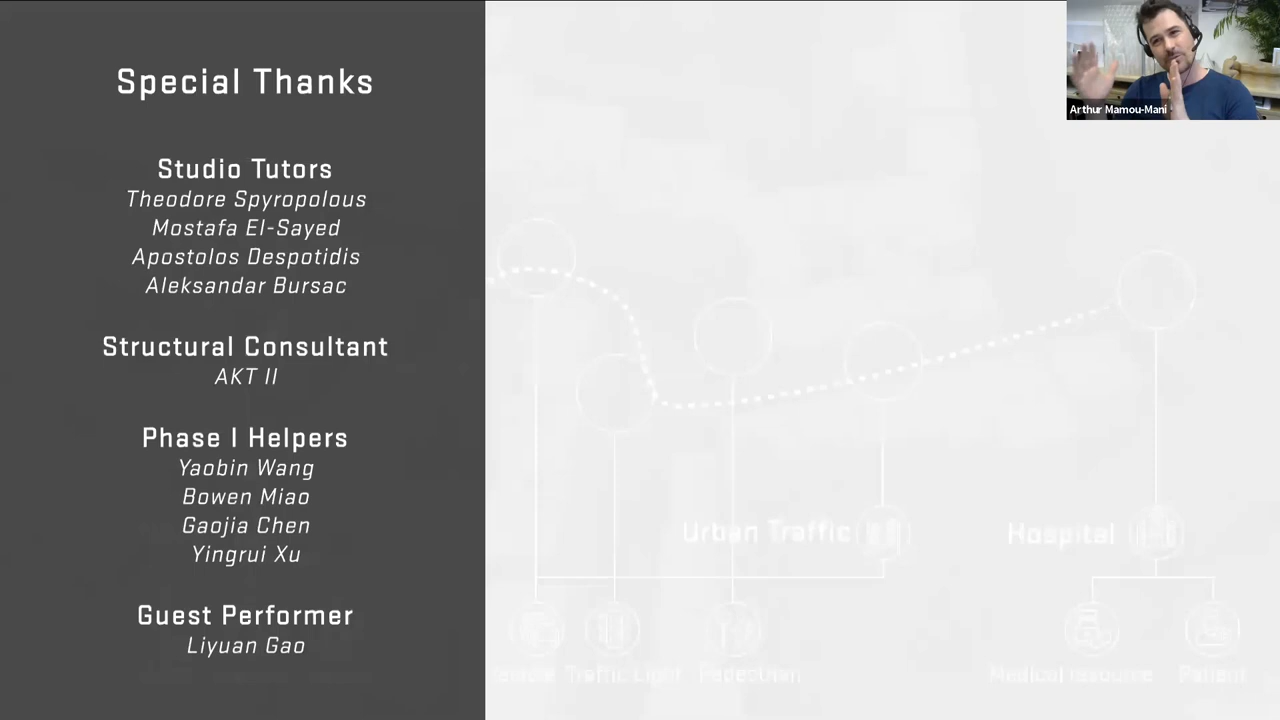 Special Thanks
Studio Tutors
Theodore Spyropolous
Mostafa El-Sayed
Apostolos Despotidis
Aleksandar Bursac
Structural Consultant
AKT II
Phase I Helpers
Yaobin Wang
Bowen Miao
Gaojia Chen
Yingrui Xu
Guest Performer
Liyuan Gao
Arthur Mamou-Mani
Urban Traffic
Hospital
Traffic Light
Pedestrian
Medical resource
Patient